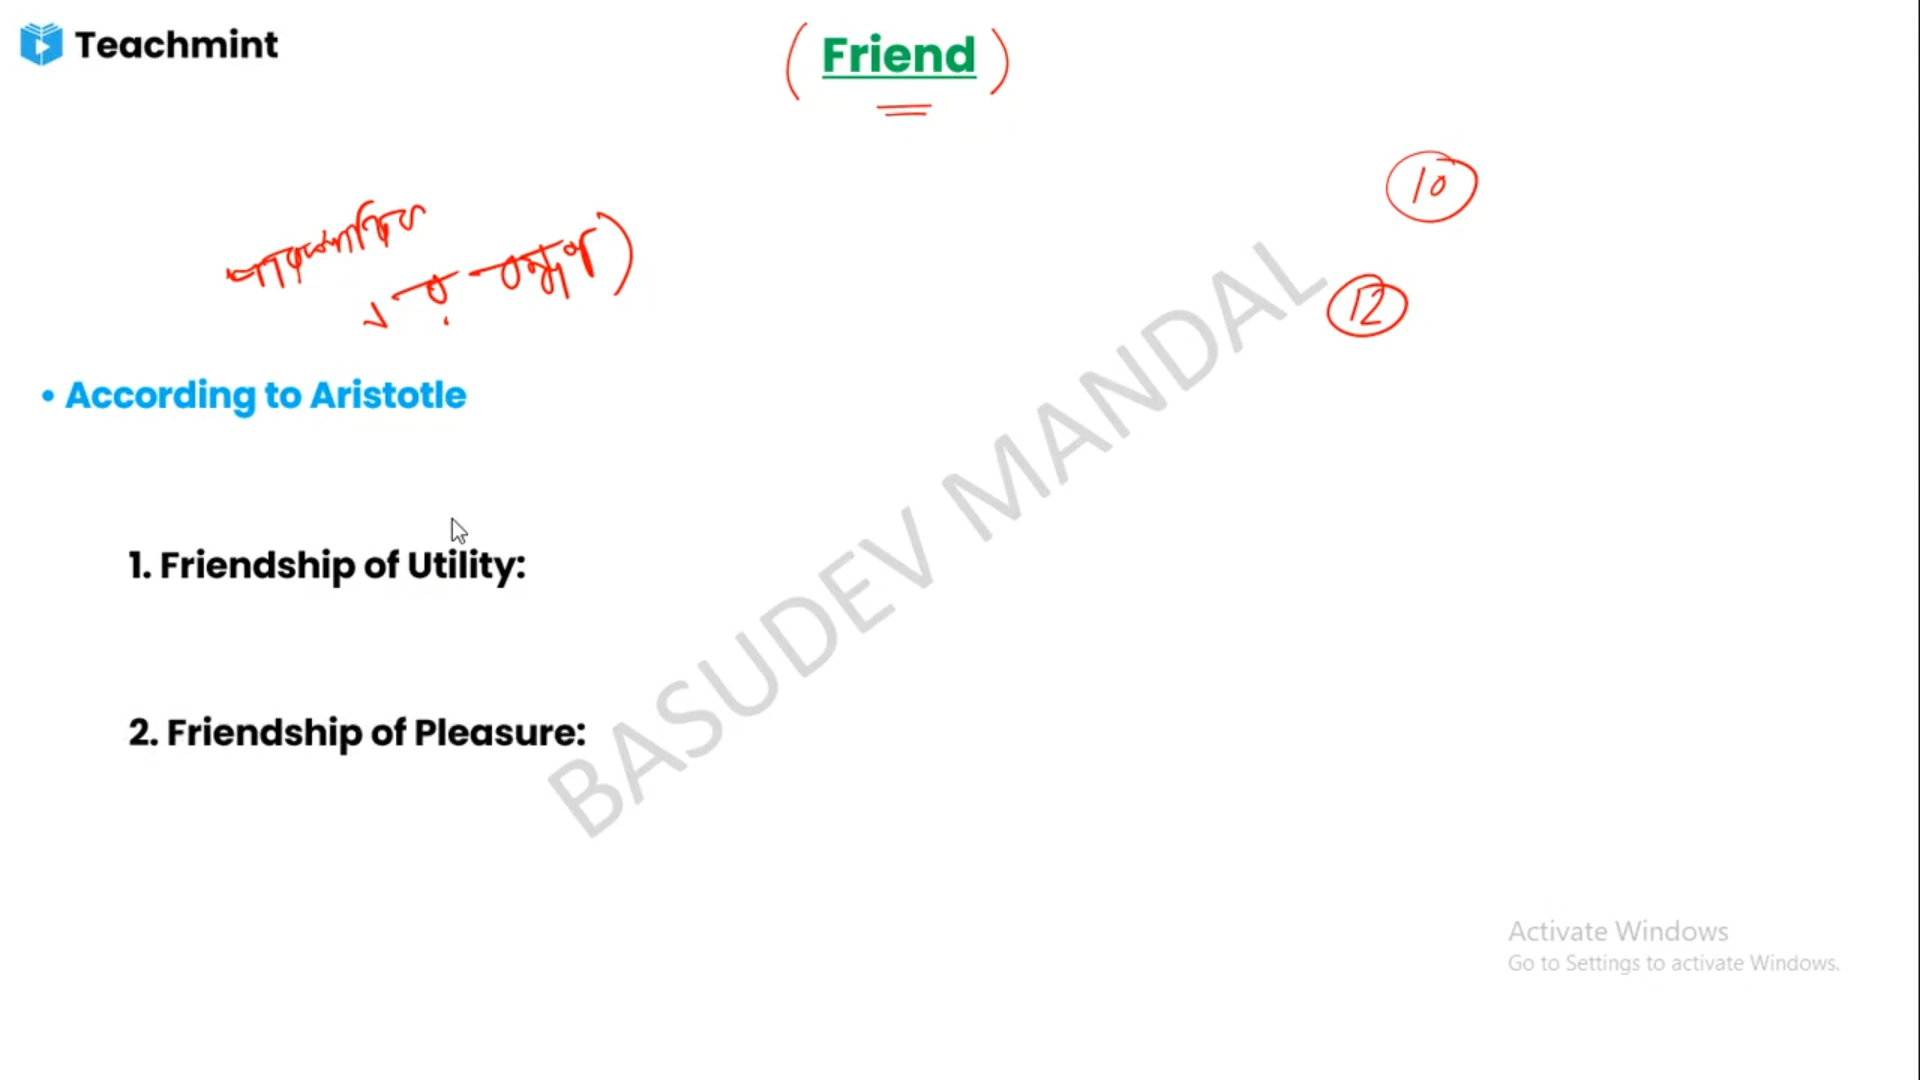 Teachmint
( Friend )
10
12
• According to Aristotle
1. Friendship of Utility:
2. Friendship of Pleasure:
BASUDEV MANDAL
Activate Windows
Go to Settings to activate Windows.